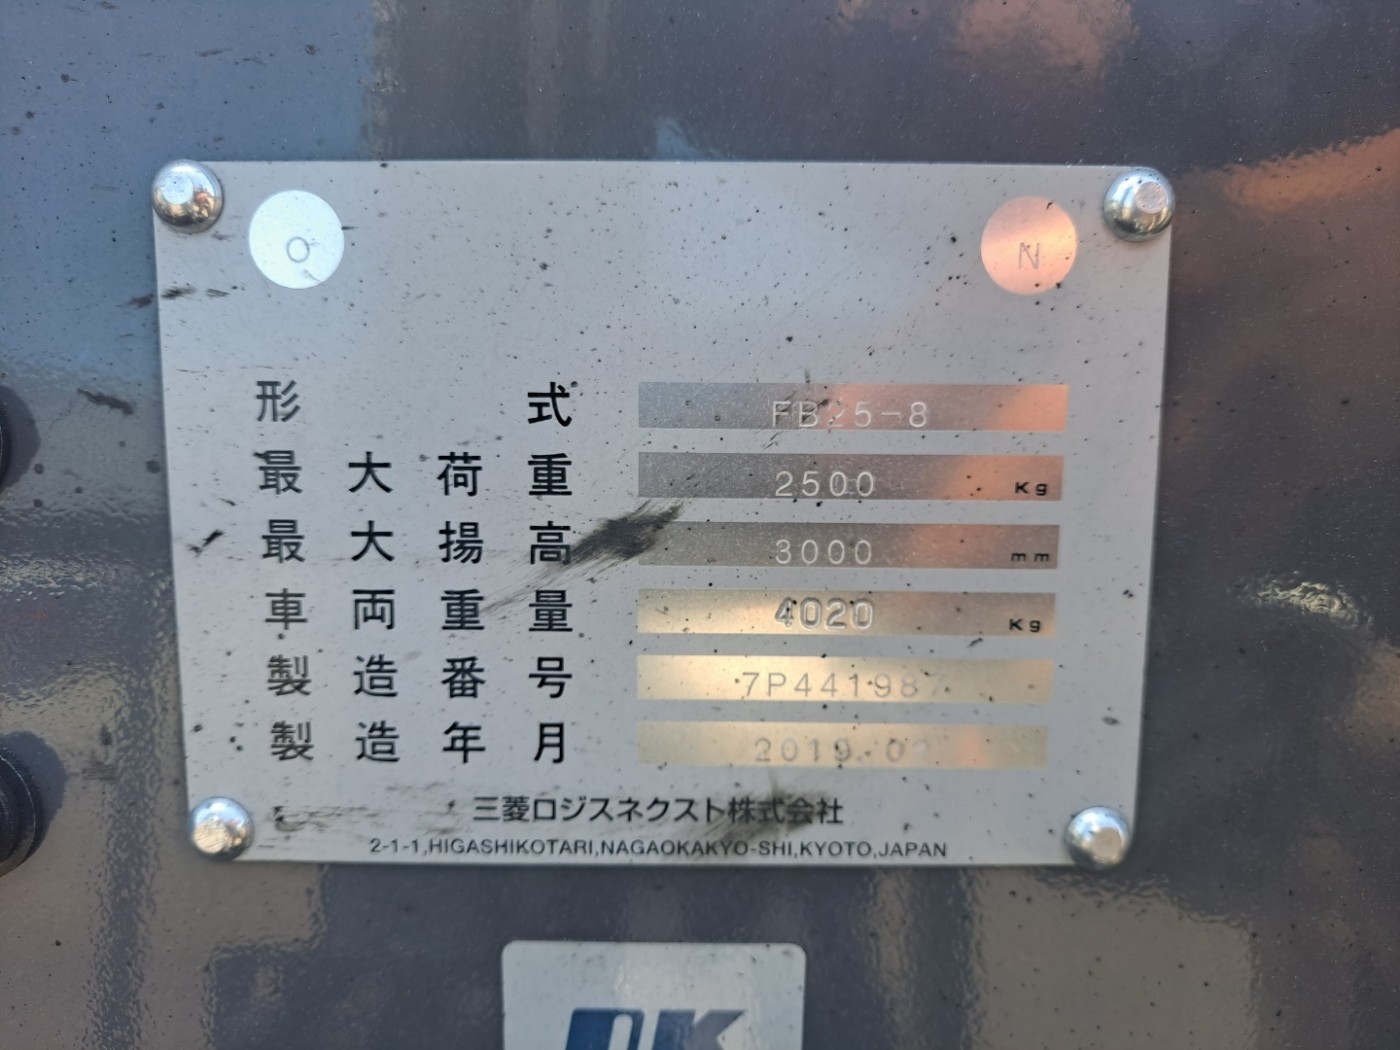 O N
形式 FB25-8
最大荷重 2500 Kg
最大揚高 3000 mm
車両重量 4020 Kg
製造番号
製造年月
三菱ロジスネクスト株式会社
2-1-1,HIGASHIKOTARI,NAGAOKAKYO-SHI,KYOTO,JAPAN